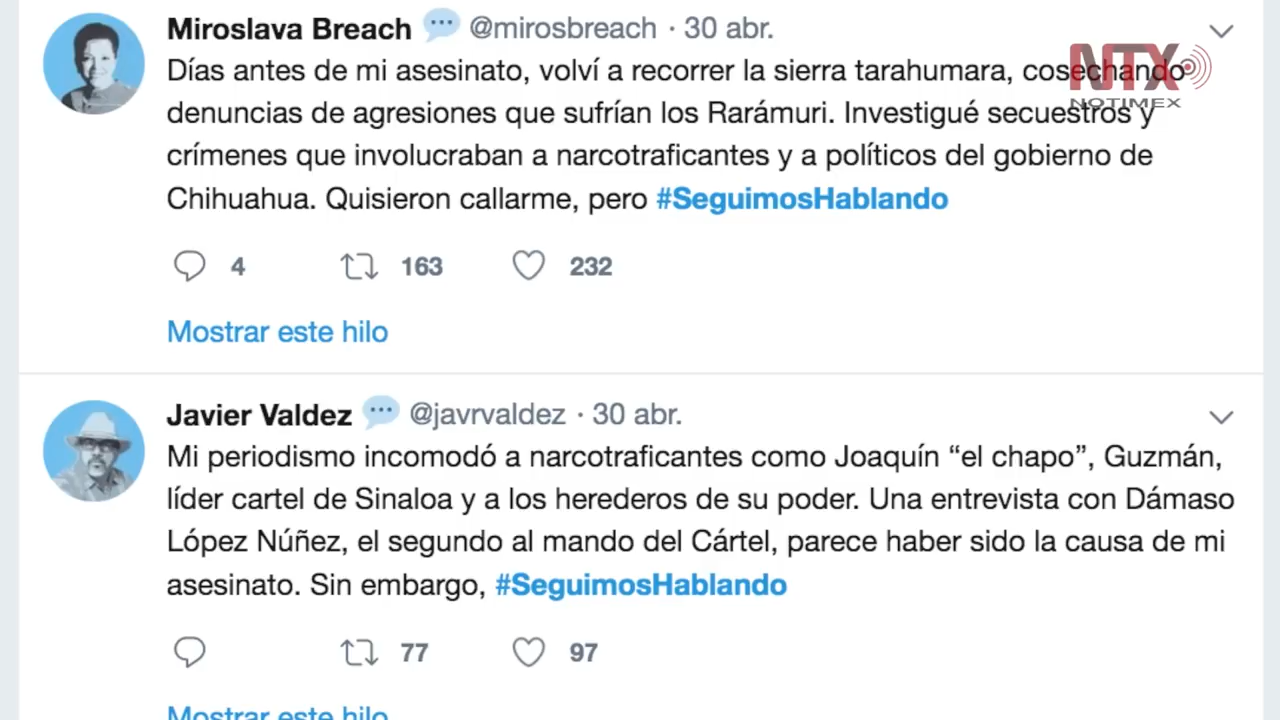 Miroslava Breach @mirosbreach · 30 abr.
Días antes de mi asesinato, volví a recorrer la sierra tarahumara, cosechando
denuncias de agresiones que sufrían los Rarámuri. Investigué secuestros y
crímenes que involucraban a narcotraficantes y a políticos del gobierno de
Chihuahua. Quisieron callarme, pero #SeguimosHablando
4 163 232
Mostrar este hilo
Javier Valdez @javrvaldez · 30 abr.
Mi periodismo incomodó a narcotraficantes como Joaquín “el chapo”, Guzmán,
líder cartel de Sinaloa y a los herederos de su poder. Una entrevista con Dámaso
López Núñez, el segundo al mando del Cártel, parece haber sido la causa de mi
asesinato. Sin embargo, #SeguimosHablando
77 97
Mostrar este hilo
NTX
NOTIMEX